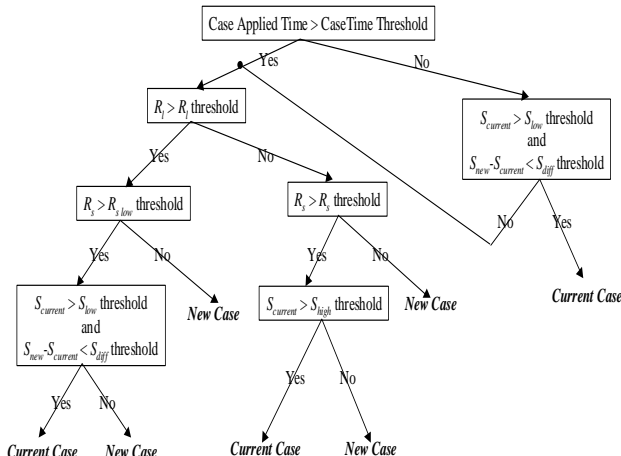 Case Applied Time > CaseTime Threshold
Yes
No
R_l > R_l threshold
S_current > S_low threshold
and
S_new-S_current < S_diff threshold
Yes
No
R_s > R_s low threshold
R_s > R_s threshold
No
Yes
Yes
No
Yes
No
Current Case
S_current > S_low threshold
and
S_new-S_current < S_diff threshold
New Case
S_current > S_high threshold
New Case
Yes
No
Yes
No
Current Case
New Case
Current Case
New Case